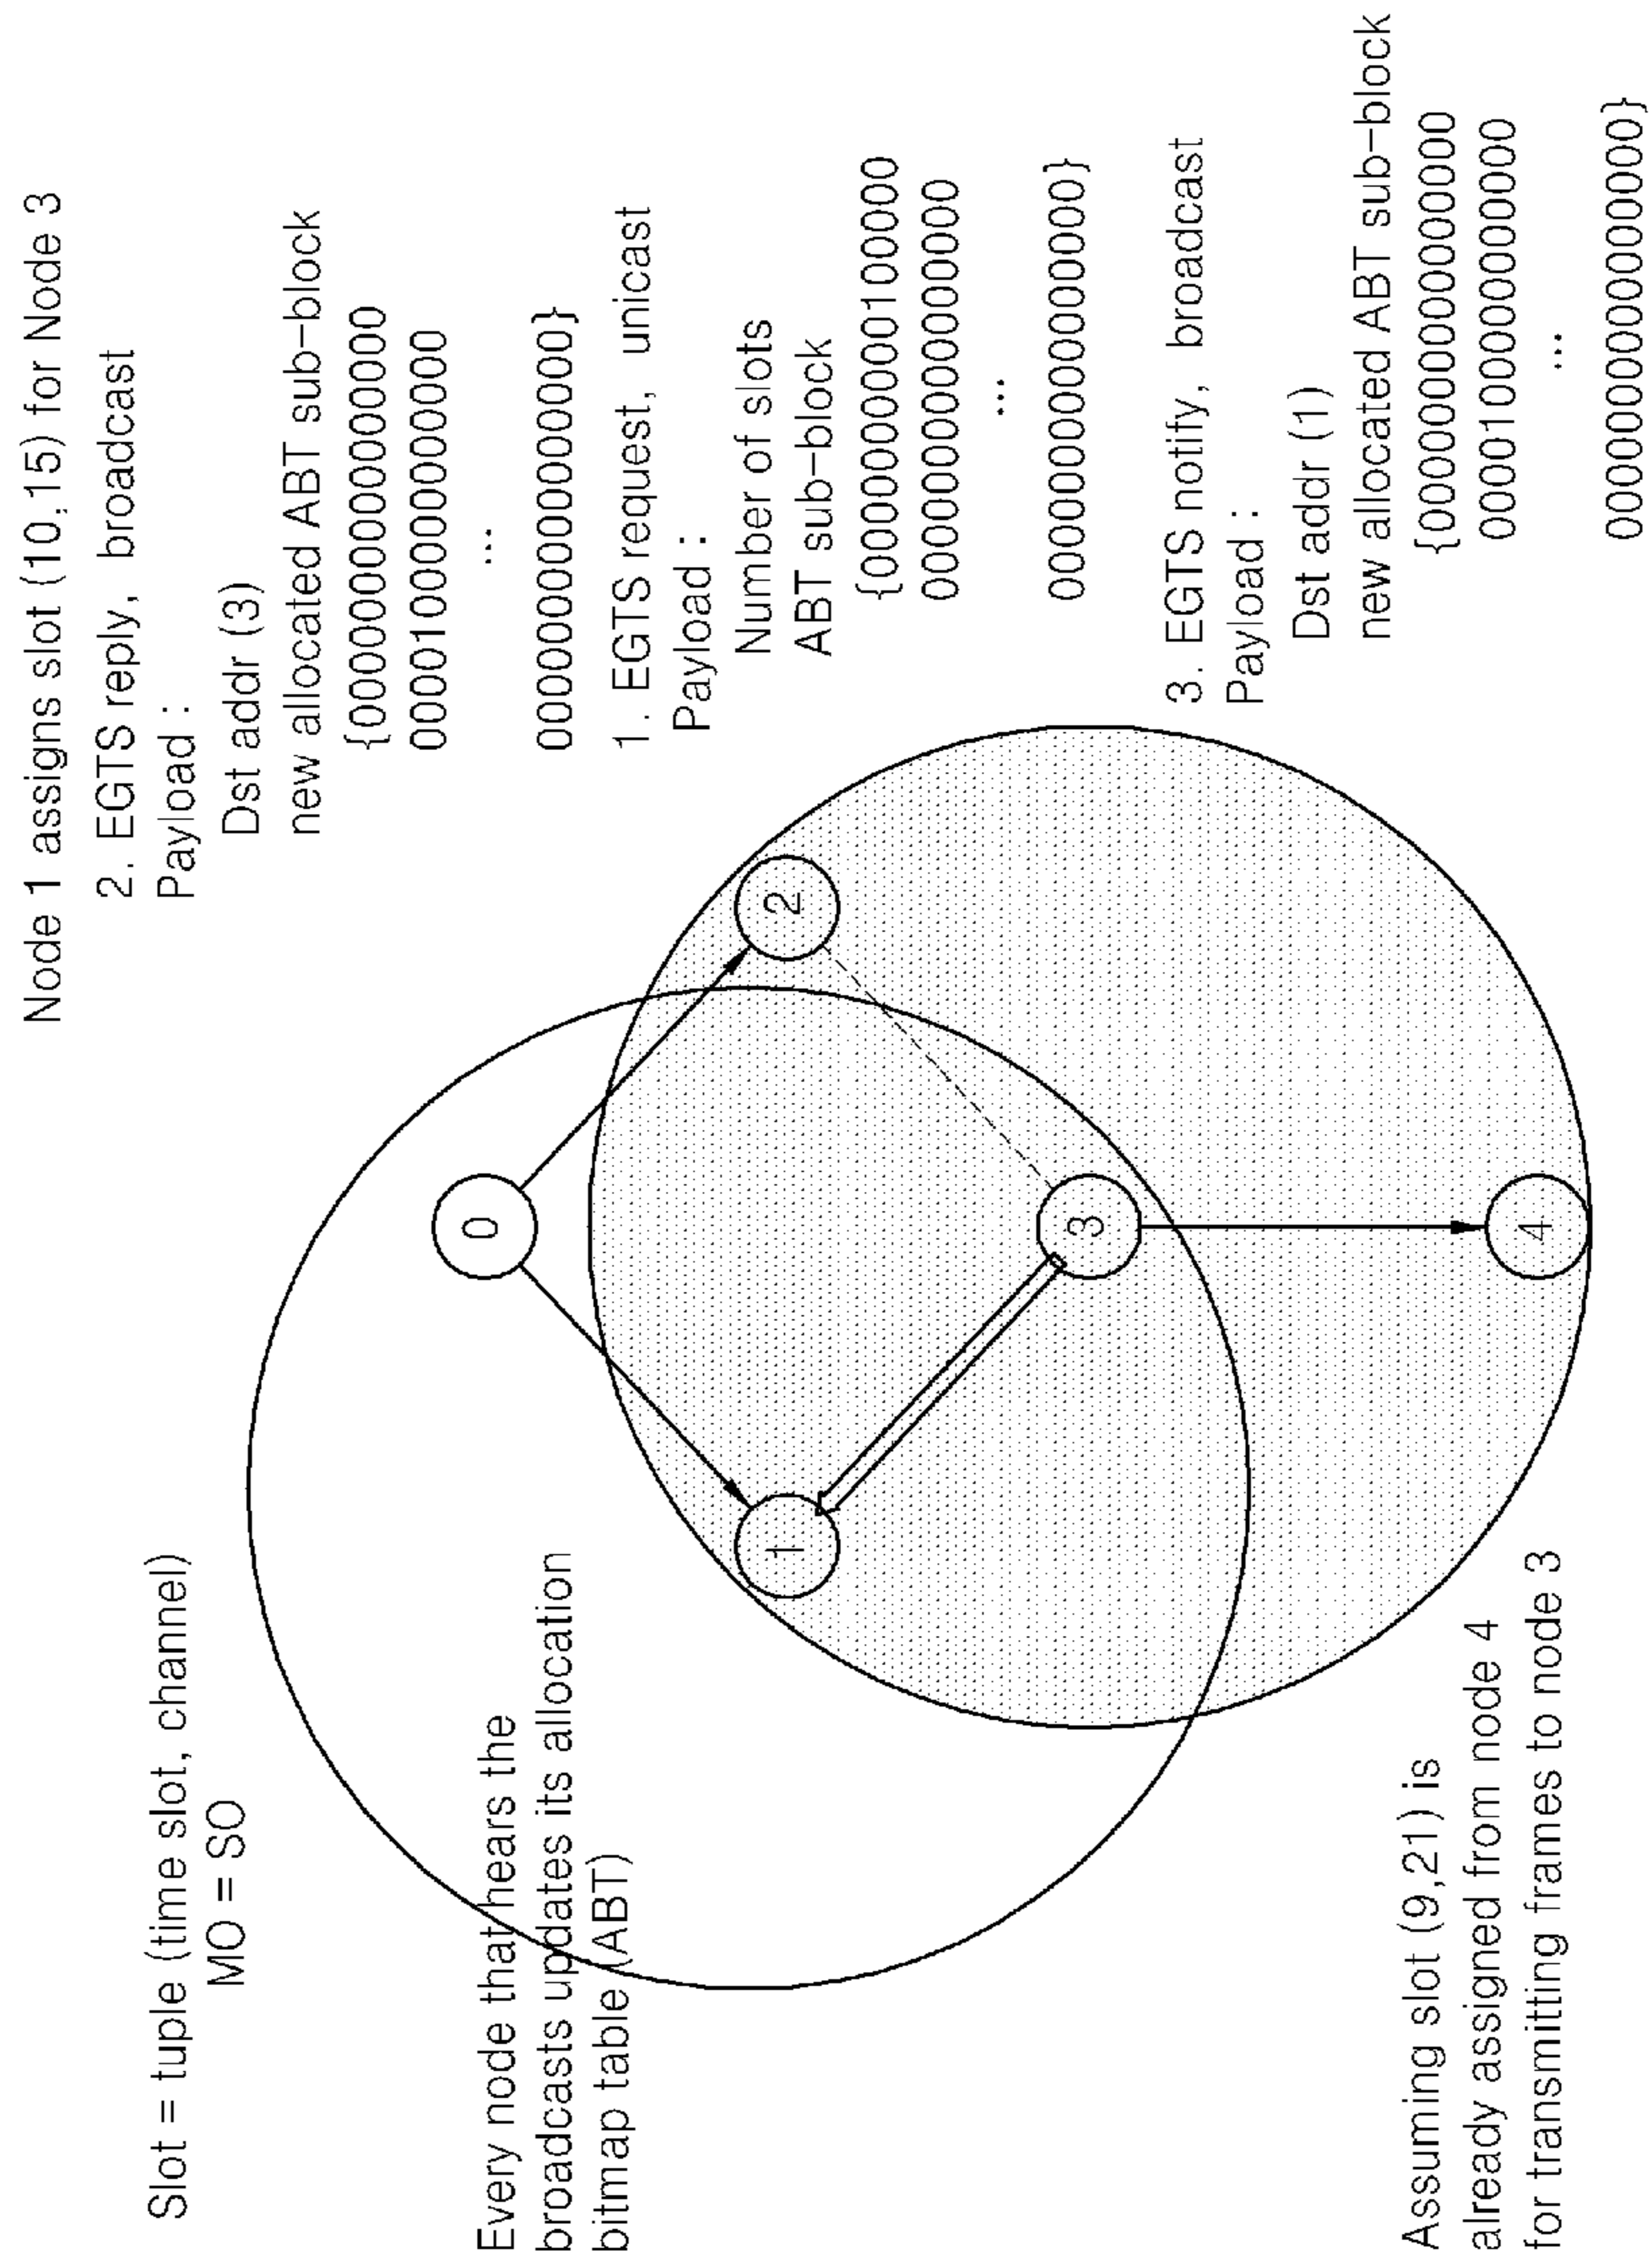 Node 1 assigns slot (10,15) for Node 3
2. EGTS reply, broadcast
Payload :
Dst addr (3)
new allocated ABT sub-block
{0000000000000000
0000100000000000
...
0000000000000000}
1. EGTS request, unicast
Payload :
Number of slots
ABT sub-block
{0000000000100000
0000000000000000
...
0000000000000000}
3. EGTS notify, broadcast
Payload :
Dst addr (1)
new allocated ABT sub-block
{0000000000000000
0000100000000000
...
0000000000000000}
Slot = tuple (time slot, channel)
MO = SO
Every node that hears the
broadcasts updates its allocation
bitmap table (ABT)
0
1
2
3
4
Assuming slot (9,21) is
already assigned from node 4
for transmitting frames to node 3